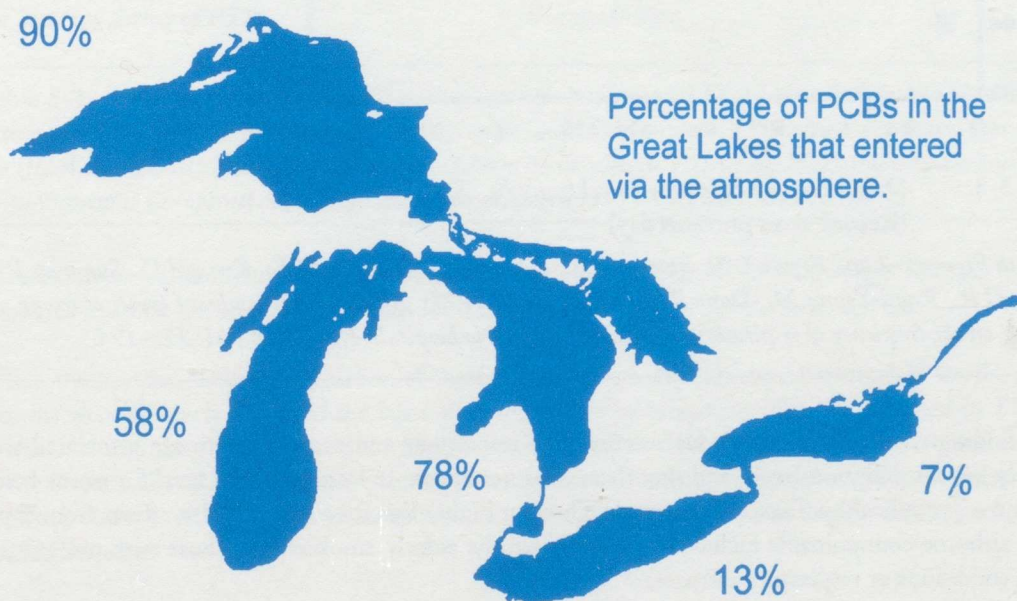 90%
Percentage of PCBs in the
Great Lakes that entered
via the atmosphere.
58%
78%
7%
13%